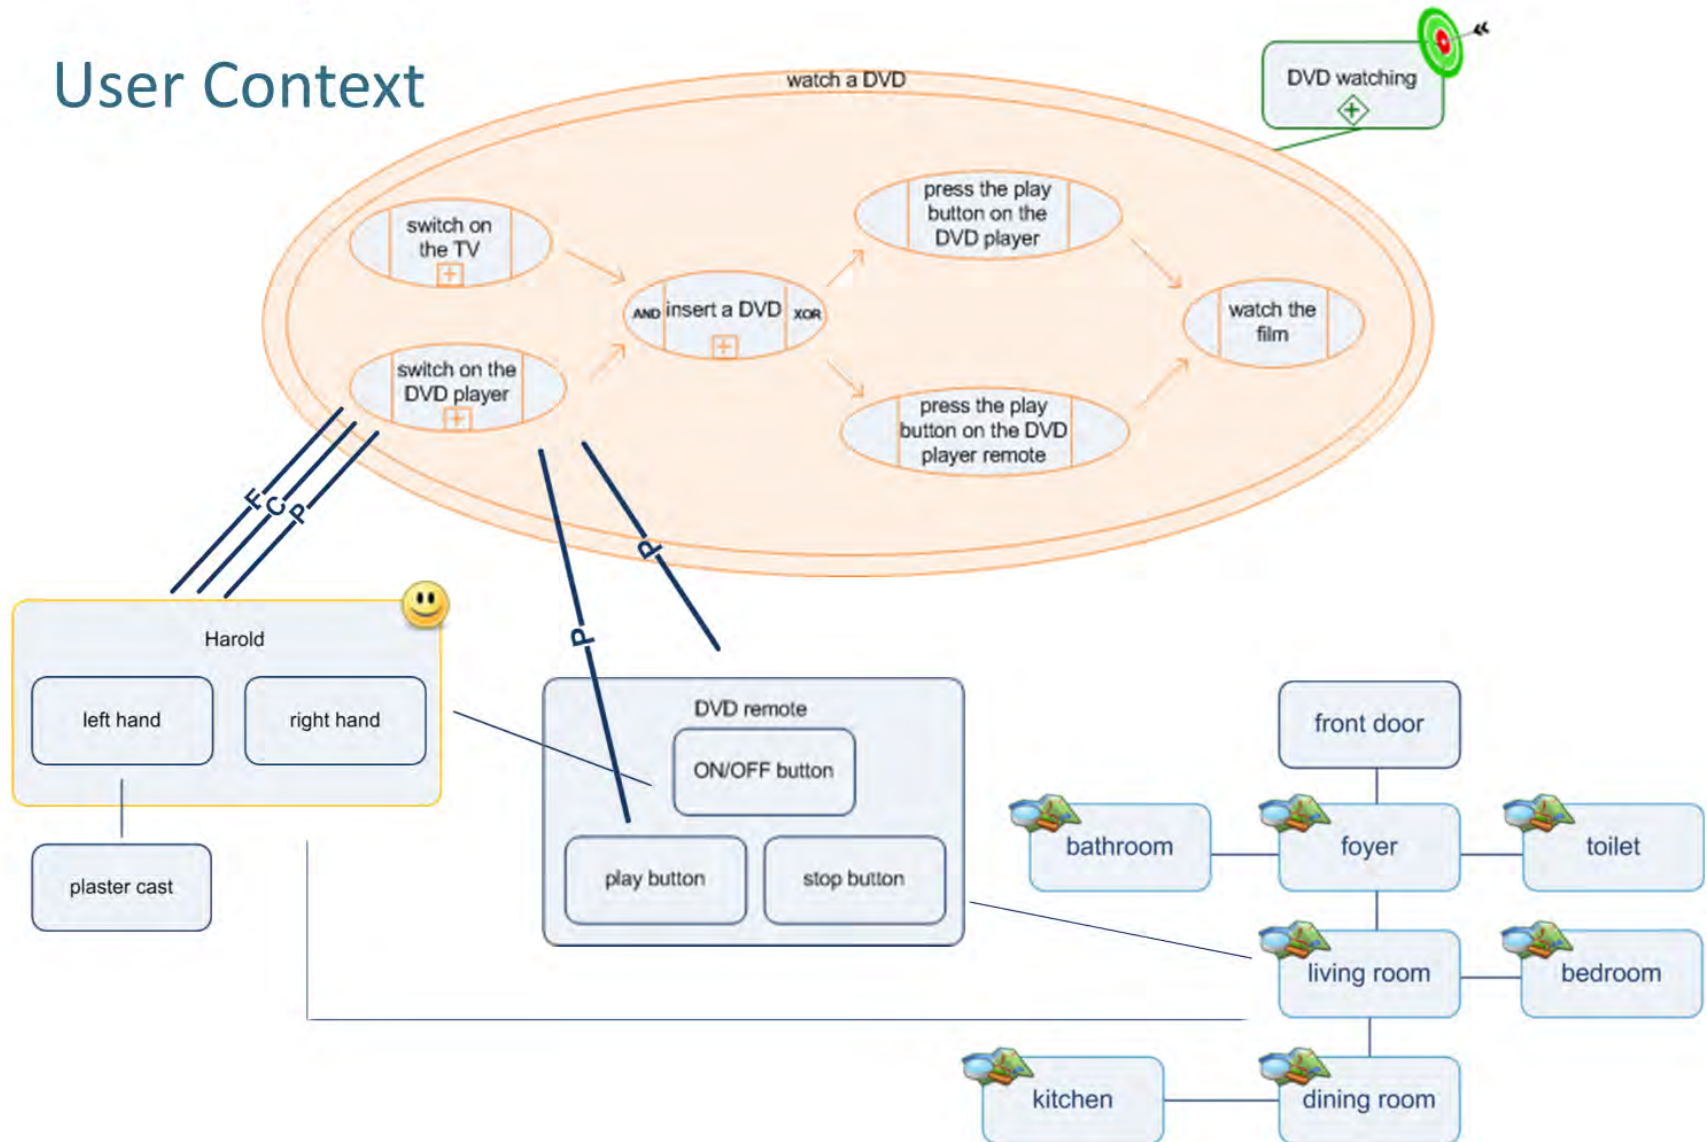 User Context
watch a DVD
DVD watching
switch on
the TV
press the play
button on the
DVD player
AND insert a DVD XOR
watch the
film
switch on the
DVD player
press the play
button on the DVD
player remote
F
C
P
P
P
Harold
left hand
right hand
plaster cast
DVD remote
ON/OFF button
play button
stop button
front door
bathroom
foyer
toilet
living room
bedroom
kitchen
dining room